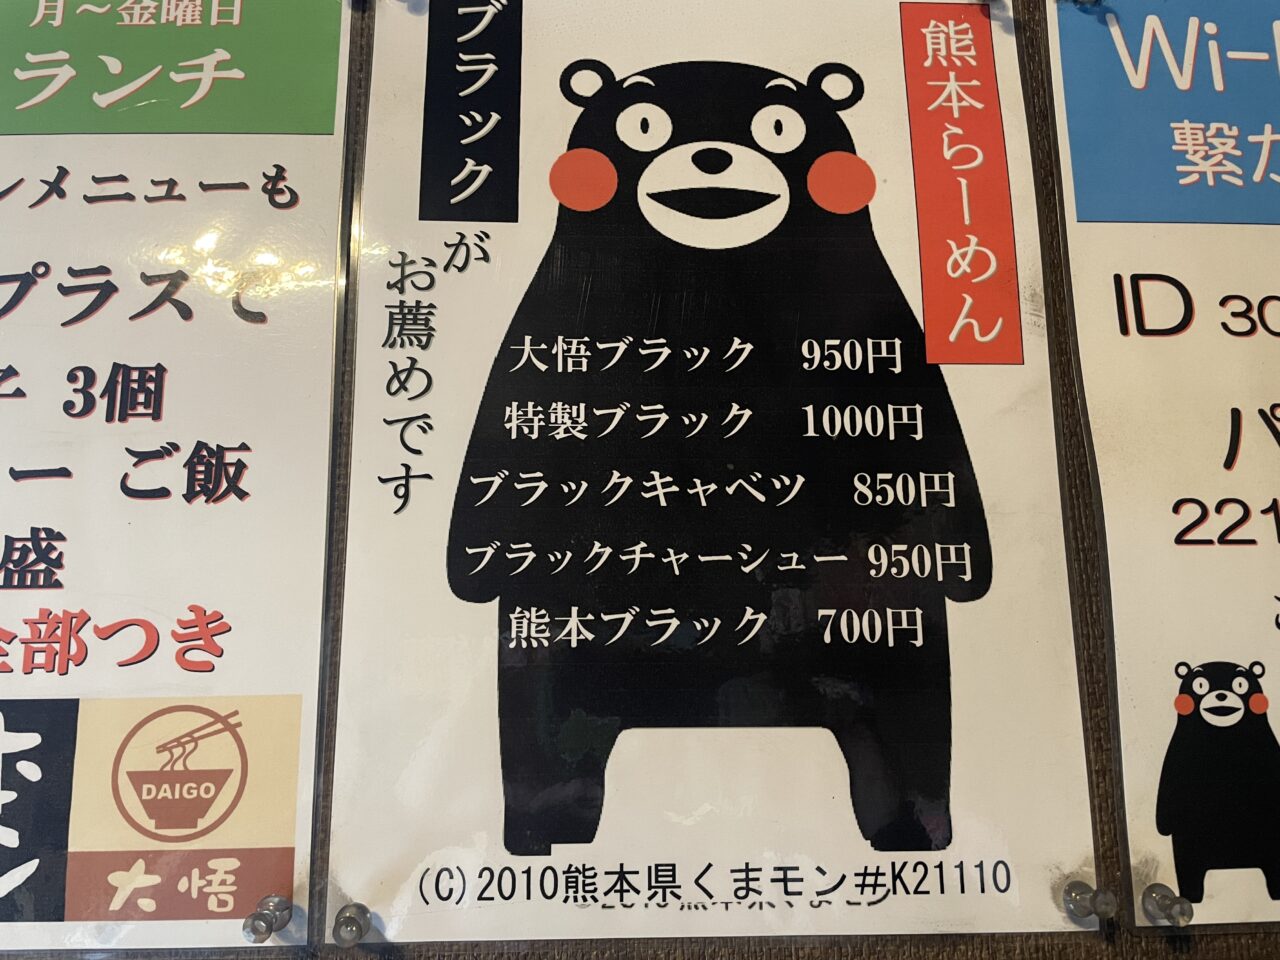 月～金曜日
ランチ
メニューも
プラスで
3個
ー ご飯
盛
全部つき
DAIGO
大悟
ブラック
が
お薦めです
熊本らーめん
大悟ブラック 950円
特製ブラック 1000円
ブラックキャベツ 850円
ブラックチャーシュー 950円
熊本ブラック 700円
(C)2010熊本県くまモン#K21110
Wi-
繋が
ID 30
パ
221